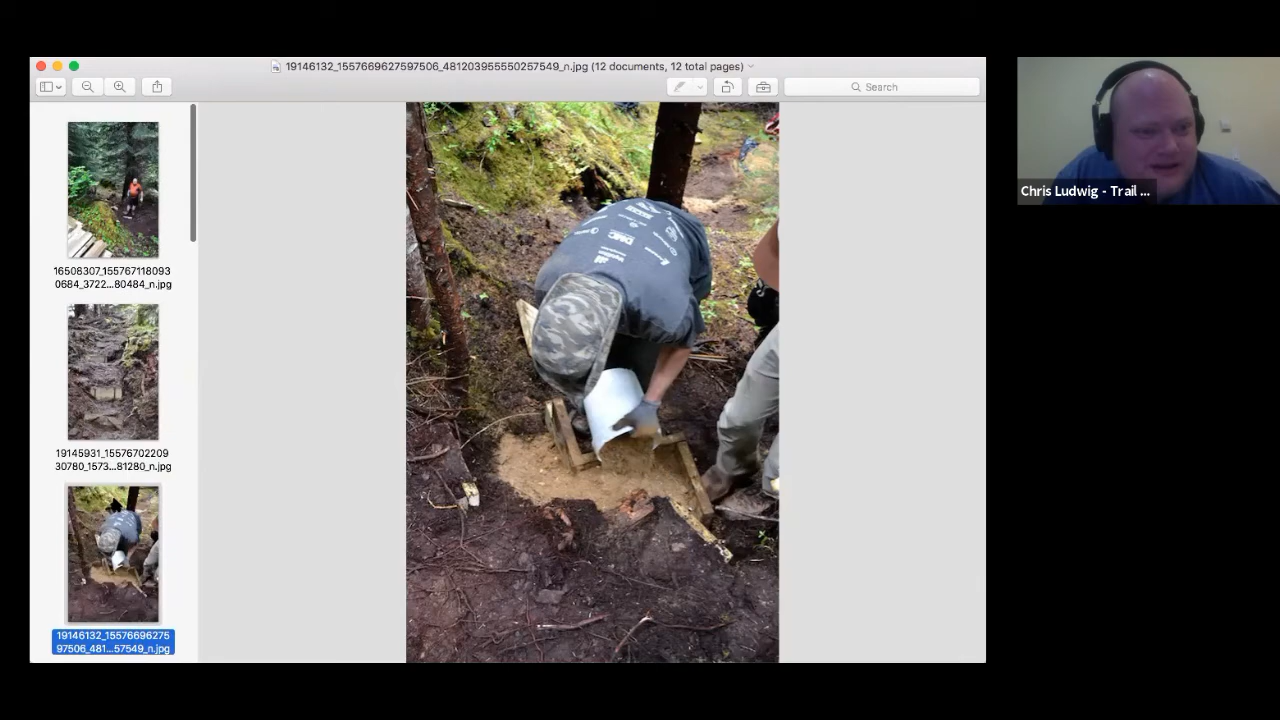 19146132_1557669627597506_4812039655550257549_n.jpg (12 documents, 12 total pages)
Search
Chris Ludwig - Trail ...
16508307_155767118093
0684_3722...80484_n.jpg
19145931_15576702209
30780_1573...81280_n.jpg
19146132_15576696275
97506_481...57549_n.jpg